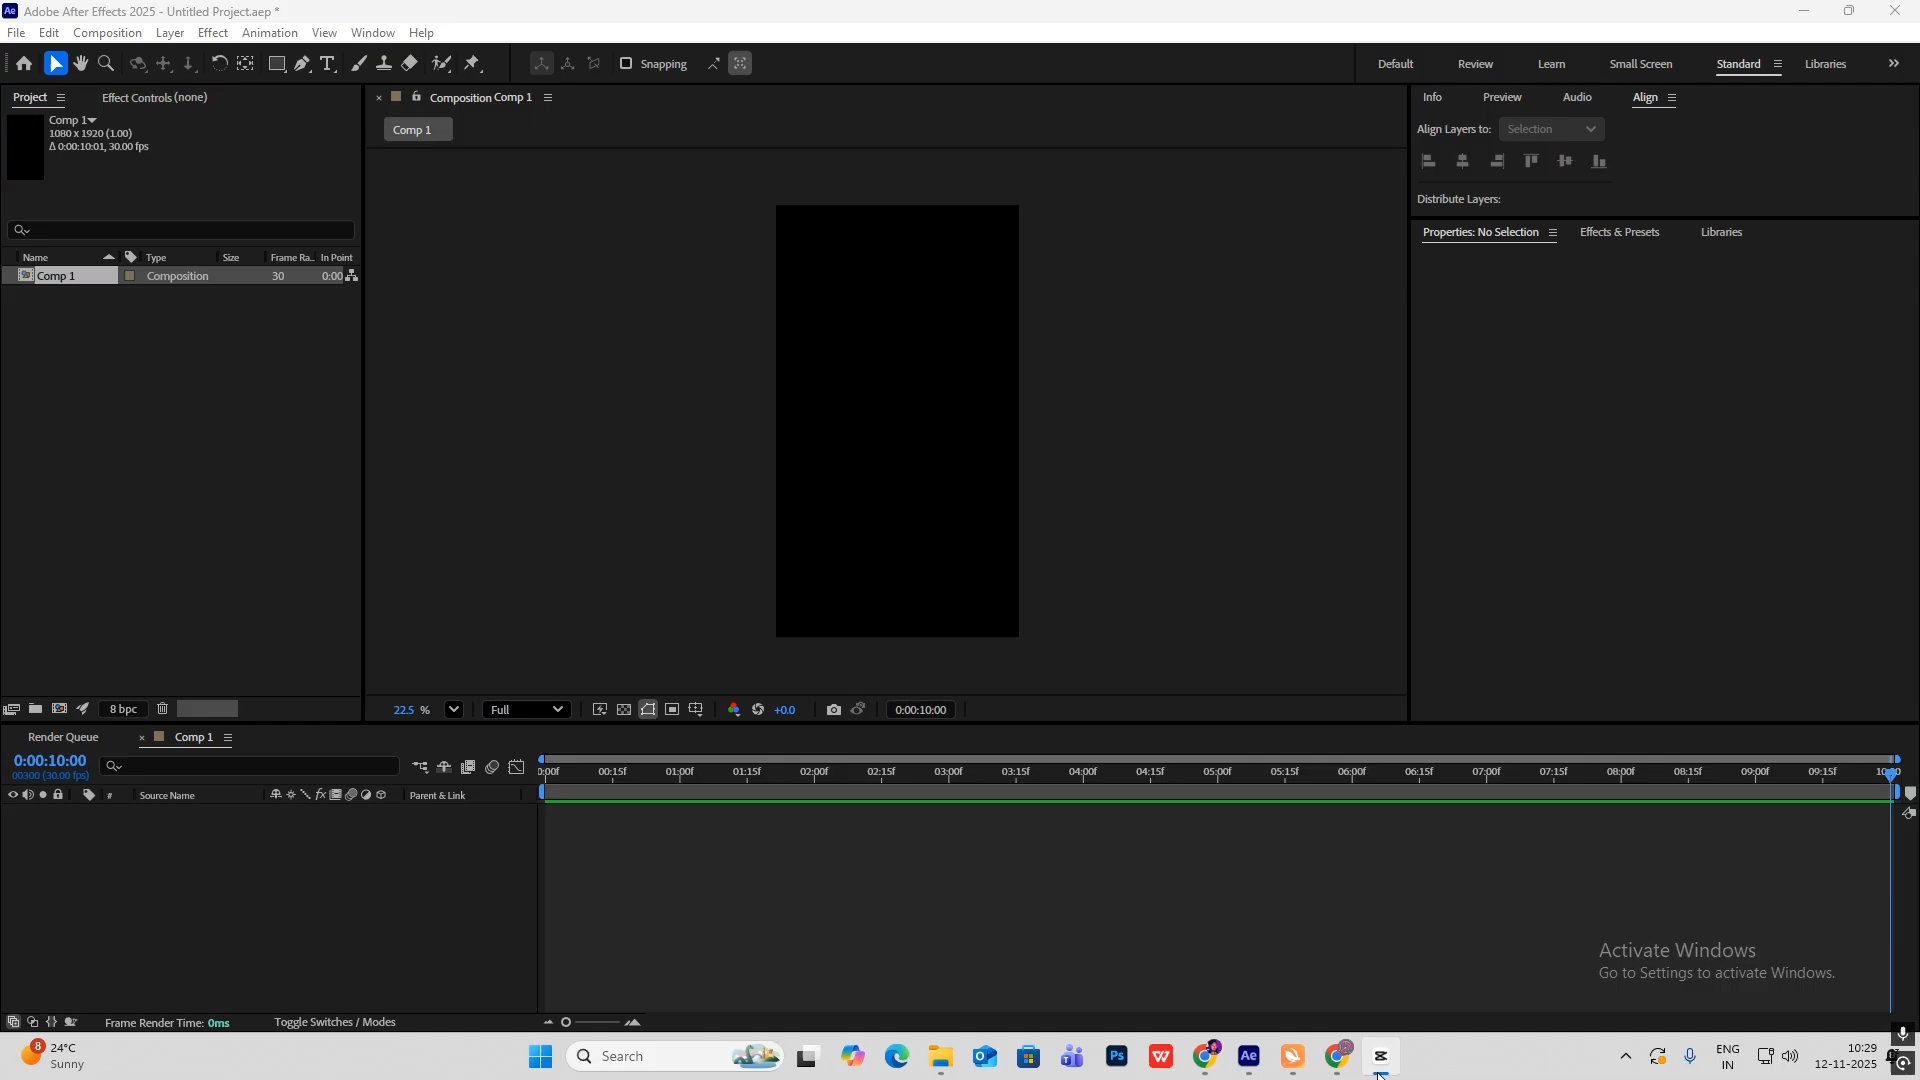 Adobe After Effects 2025 - Untitled Project.aep *
File Edit Composition Layer Effect Animation View Window Help
Snapping
Default Review Learn Small Screen Standard Libraries
Project
Effect Controls (none)
Comp 1
1080 x 1920 (1.00)
Δ 0:00:10:01, 30.00 fps
Name Type Size Frame Ra... In Point
Comp 1 Composition 30 0:00
8 bpc
Composition Comp 1
Comp 1
22.5 % Full +0.0 0:00:10:00
Info Preview Audio Align
Align Layers to: Selection
Distribute Layers:
Properties: No Selection Effects & Presets Libraries
Render Queue Comp 1
0:00:10:00
00300 (30.00 fps)
# Source Name fx Parent & Link
0:00f 00:15f 01:00f 01:15f 02:00f 02:15f 03:00f 03:15f 04:00f 04:15f 05:00f 05:15f 06:00f 06:15f 07:00f 07:15f 08:00f 08:15f 09:00f 09:15f
Frame Render Time: 0ms Toggle Switches / Modes
Activate Windows
Go to Settings to activate Windows.
8
24°C
Sunny
Search
Ps
Ae
ENG
IN
10:29
12-11-2025